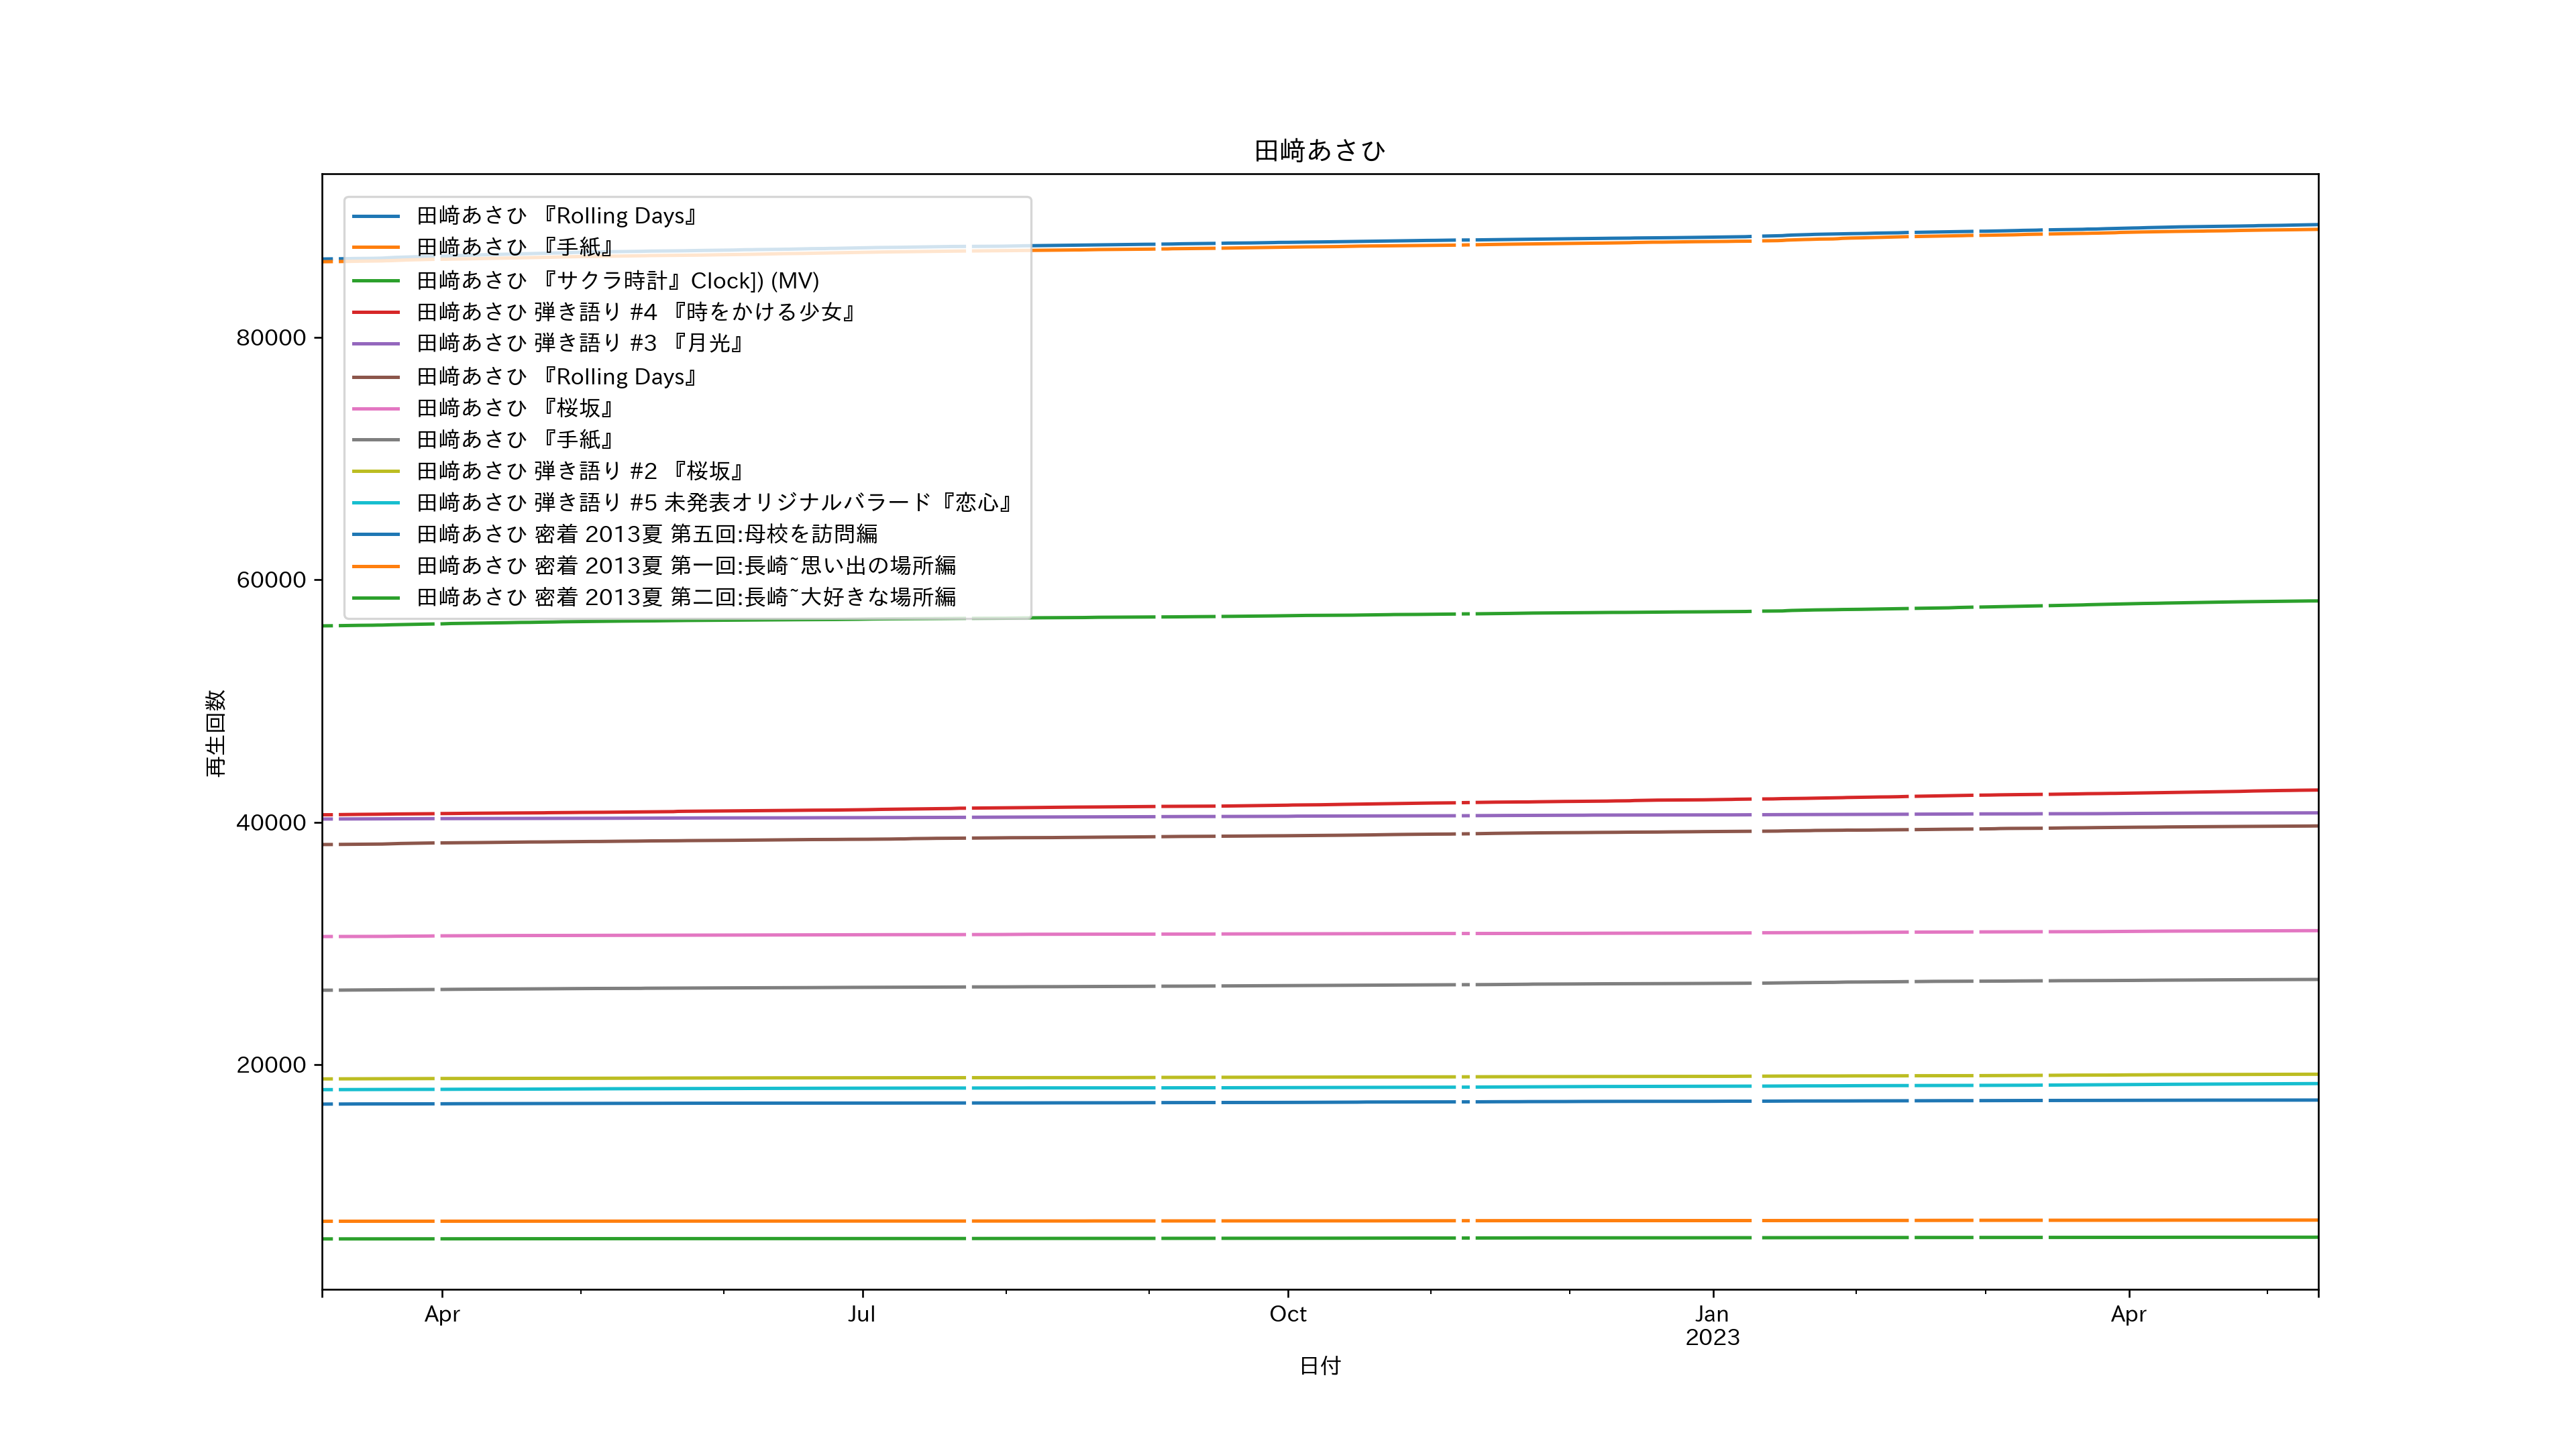 田﨑あさひ
田﨑あさひ 『Rolling Days』
田﨑あさひ 『手紙』
田﨑あさひ 『サクラ時計』Clock]) (MV)
田﨑あさひ 弾き語り #4 『時をかける少女』
田﨑あさひ 弾き語り #3 『月光』
田﨑あさひ 『Rolling Days』
田﨑あさひ 『桜坂』
田﨑あさひ 『手紙』
田﨑あさひ 弾き語り #2 『桜坂』
田﨑あさひ 弾き語り #5 未発表オリジナルバラード『恋心』
田﨑あさひ 密着 2013夏 第五回:母校を訪問編
田﨑あさひ 密着 2013夏 第一回:長崎~思い出の場所編
田﨑あさひ 密着 2013夏 第二回:長崎~大好きな場所編
80000
60000
40000
20000
再生回数
Apr
Jul
Oct
Jan
2023
Apr
日付